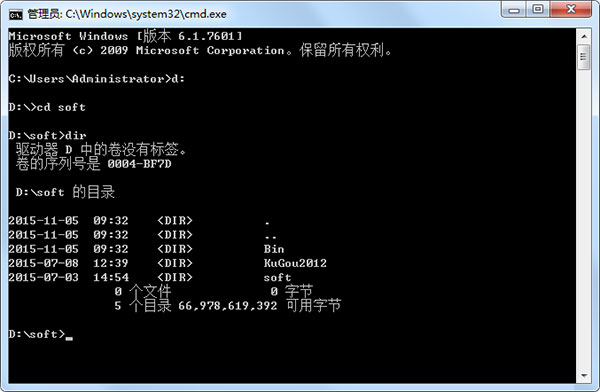 管理员: C:\Windows\system32\cmd.exe
Microsoft Windows [版本 6.1.7601]
版权所有 (c) 2009 Microsoft Corporation。保留所有权利。
C:\Users\Administrator>d:
D:\>cd soft
D:\soft>dir
 驱动器 D 中的卷没有标签。
 卷的序列号是 0004-BF7D
 D:\soft 的目录
2015-11-05  09:32    <DIR>          .
2015-11-05  09:32    <DIR>          ..
2015-11-05  09:32    <DIR>          Bin
2015-07-08  12:39    <DIR>          KuGou2012
2015-07-03  14:54    <DIR>          soft
               0 个文件              0 字节
               5 个目录 66,978,619,392 可用字节
D:\soft>_